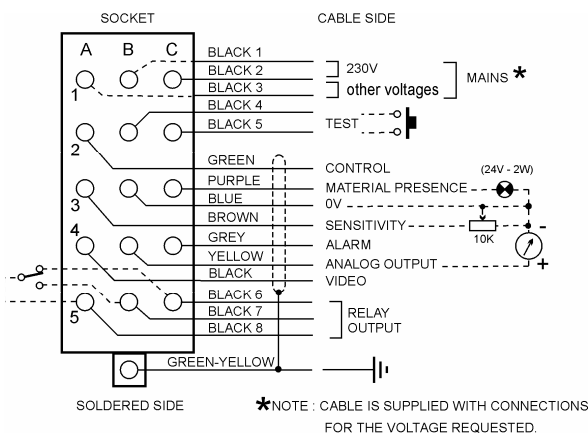 SOCKET CABLE SIDE
A B C
BLACK 1
BLACK 2 230V
1 BLACK 3 other voltages MAINS *
BLACK 4
BLACK 5 TEST
2
GREEN CONTROL (24V - 2W)
PURPLE MATERIAL PRESENCE
3 BLUE 0V
BROWN SENSITIVITY 10K -
4 GREY ALARM
YELLOW ANALOG OUTPUT +
BLACK VIDEO
BLACK 6
5 BLACK 7 RELAY
BLACK 8 OUTPUT
GREEN-YELLOW
SOLDERED SIDE *NOTE : CABLE IS SUPPLIED WITH CONNECTIONS
FOR THE VOLTAGE REQUESTED.